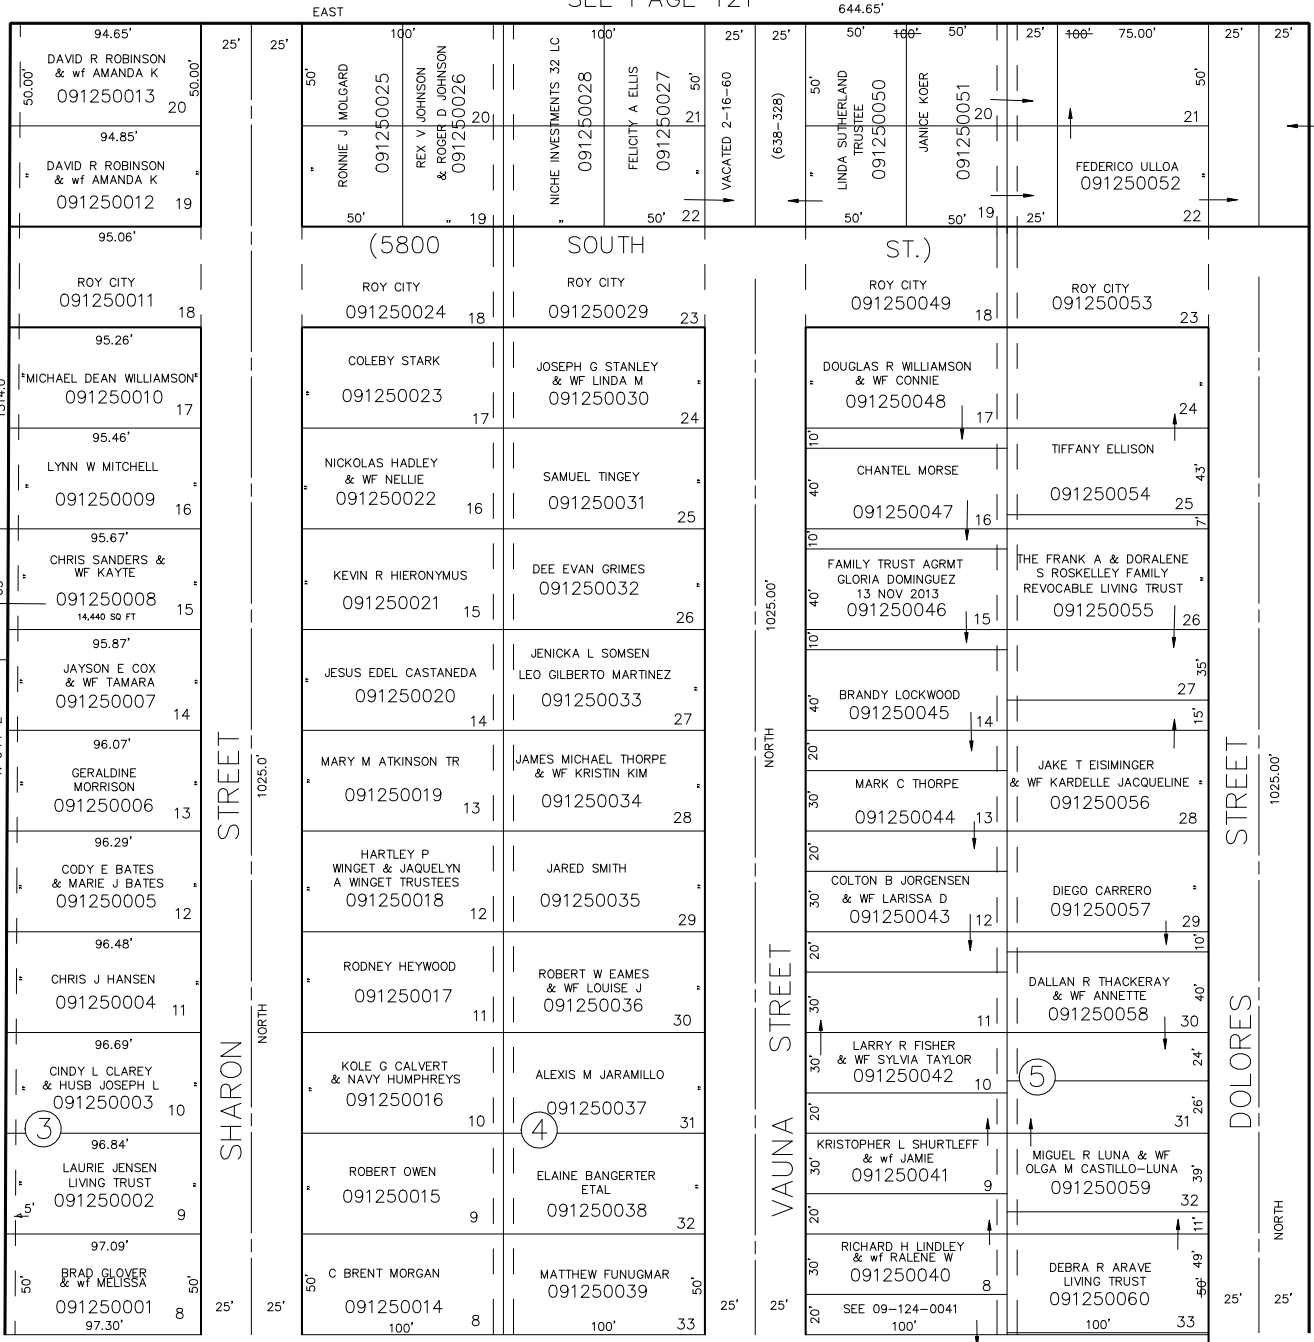 SEE PAGE 121
EAST
644.65'
94.65'
25' 25'
100'
100'
25' 25'
50' 100' 50'
25' 100' 75.00'
25' 25'
DAVID R ROBINSON
& wf AMANDA K
091250013
20
50.00' 50.00'
94.85'
DAVID R ROBINSON
& wf AMANDA K
091250012
19
" "
95.06'
50'
"
RONNIE J MOLGARD
091250025
REX V JOHNSON
& ROGER D JOHNSON
091250026
20
50' " 19
NICHE INVESTMENTS 32 LC
091250028
FELICITY A ELLIS
091250027
50'
21
"
" 50' 22
VACATED 2-16-60
(638-328)
50'
"
LINDA SUTHERLAND
TRUSTEE
091250050
JANICE KOER
091250051
20
50' 50' 19
50'
21
FEDERICO ULLOA
091250052
"
25' 22
(5800 SOUTH ST.)
ROY CITY
091250011
18
ROY CITY
091250024
18
ROY CITY
091250029
23
ROY CITY
091250049
18
ROY CITY
091250053
23
95.26'
"MICHAEL DEAN WILLIAMSON"
091250010
17
95.46'
LYNN W MITCHELL
091250009
16
" "
95.67'
CHRIS SANDERS &
WF KAYTE
091250008
15
14,440 SQ FT
" "
95.87'
JAYSON E COX
& WF TAMARA
091250007
14
" "
96.07'
GERALDINE
MORRISON
091250006
13
96.29'
CODY E BATES
& MARIE J BATES
091250005
12
" "
96.48'
CHRIS J HANSEN
091250004
11
" "
96.69'
CINDY L CLAREY
& HUSB JOSEPH L
091250003
10
" "
3
96.84'
LAURIE JENSEN
LIVING TRUST
091250002
9
" "
5'
97.09'
BRAD GLOVER
& wf MELISSA
091250001
8
50' 50'
97.30'
25' 25'
SHARON STREET
1025.0'
NORTH
COLEBY STARK
091250023
17
"
NICKOLAS HADLEY
& WF NELLIE
091250022
16
"
KEVIN R HIERONYMUS
091250021
15
"
JESUS EDEL CASTANEDA
091250020
14
"
MARY M ATKINSON TR
091250019
13
"
HARTLEY P
WINGET & JAQUELYN
A WINGET TRUSTEES
091250018
12
"
RODNEY HEYWOOD
091250017
11
"
KOLE G CALVERT
& NAVY HUMPHREYS
091250016
10
"
ROBERT OWEN
091250015
9
"
C BRENT MORGAN
091250014
8
50'
100'
JOSEPH G STANLEY
& WF LINDA M
091250030
24
"
SAMUEL TINGEY
091250031
25
"
DEE EVAN GRIMES
091250032
26
"
JENICKA L SOMSEN
LEO GILBERTO MARTINEZ
091250033
27
"
JAMES MICHAEL THORPE
& WF KRISTIN KIM
091250034
28
"
JARED SMITH
091250035
29
"
ROBERT W EAMES
& WF LOUISE J
091250036
30
"
ALEXIS M JARAMILLO
091250037
31
"
4
ELAINE BANGERTER
ETAL
091250038
32
"
MATTHEW FUNUGMAR
091250039
33
50'
100'
25' 25'
VAUNA STREET
1025.00'
NORTH
DOUGLAS R WILLIAMSON
& WF CONNIE
091250048
17
"
10'
CHANTEL MORSE
091250047
16
40'
10'
FAMILY TRUST AGRMT
GLORIA DOMINGUEZ
13 NOV 2013
091250046
15
40'
10'
BRANDY LOCKWOOD
091250045
14
40'
20'
MARK C THORPE
091250044
13
30'
20'
COLTON B JORGENSEN
& WF LARISSA D
091250043
12
30'
20'
30'
11
LARRY R FISHER
& WF SYLVIA TAYLOR
091250042
10
30'
20'
KRISTOPHER L SHURTLEFF
& wf JAMIE
091250041
9
30'
20'
RICHARD H LINDLEY
& wf RALENE W
091250040
8
30'
20'
SEE 09-124-0041
100'
"
24
TIFFANY ELLISON
091250054
43'
25
7'
THE FRANK A & DORALENE
S ROSKELLEY FAMILY
REVOCABLE LIVING TRUST
091250055
26
"
35'
27
15'
JAKE T EISIMINGER
& WF KARDELLE JACQUELINE "
091250056
28
DIEGO CARRERO
091250057
29
"
10'
DALLAN R THACKERAY
& WF ANNETTE
091250058
40'
30
24'
5
26'
31
MIGUEL R LUNA & WF
OLGA M CASTILLO-LUNA
091250059
39'
32
11'
DEBRA R ARAVE
LIVING TRUST
091250060
49'
50'
33
100'
25' 25'
DOLORES STREET
1025.00'
NORTH